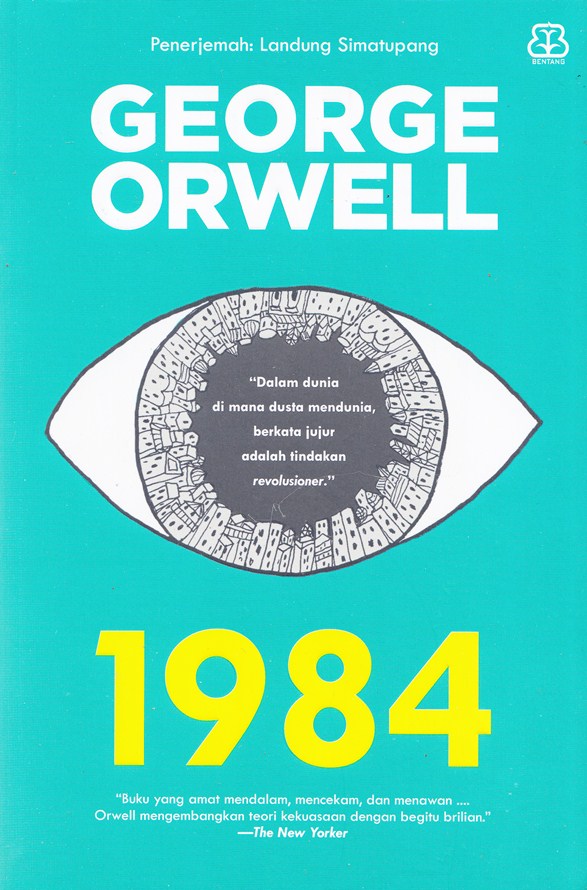 Penerjemah: Landung Simatupang
BENTANG
GEORGE
ORWELL
“Dalam dunia
di mana dusta mendunia,
berkata jujur
adalah tindakan
revolusioner.”
1984
“Buku yang amat mendalam, mencekam, dan menawan ....
Orwell mengembangkan teori kekuasaan dengan begitu brilian.”
—The New Yorker